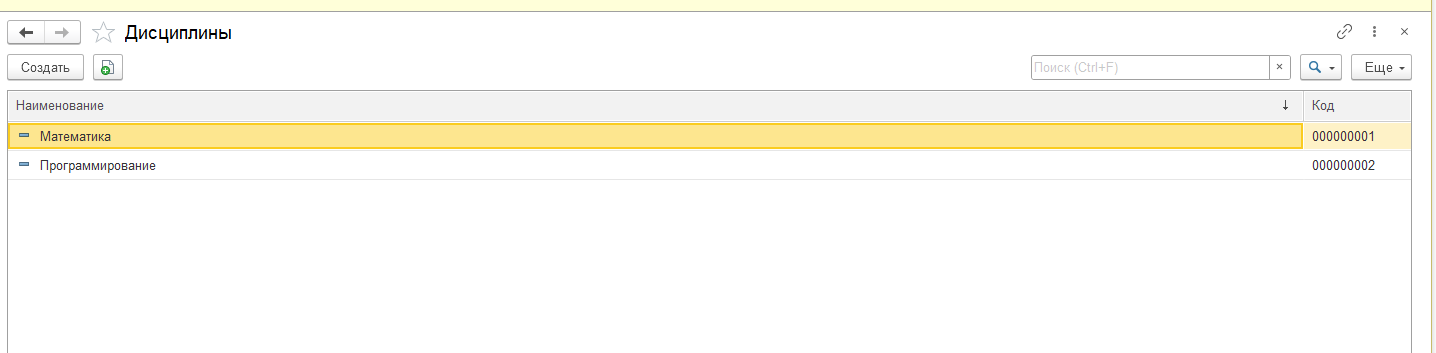 Дисциплины
Создать
Поиск (Ctrl+F)
×
Еще
Наименование ↓ Код
Математика 000000001
Программирование 000000002